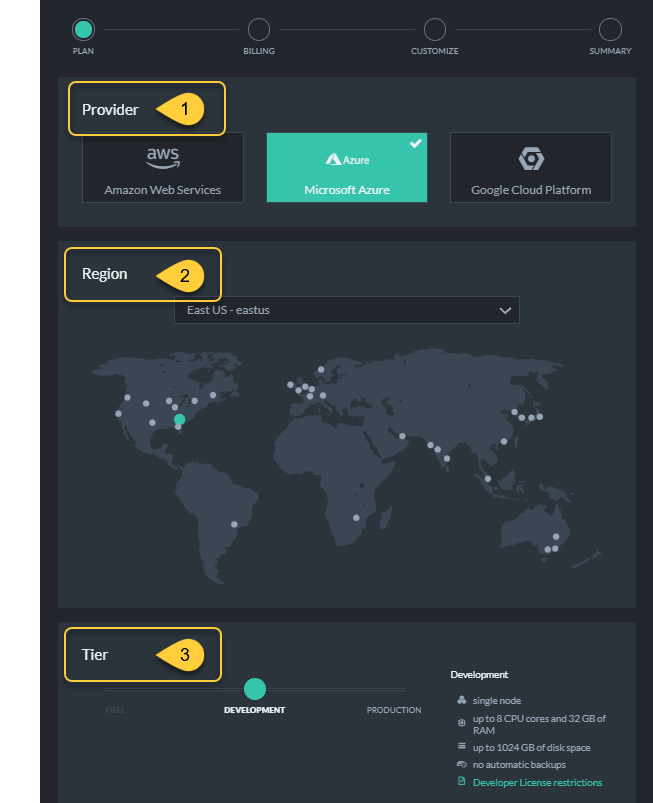 PLAN BILLING CUSTOMIZE SUMMARY
Provider 1
aws Azure
Amazon Web Services Microsoft Azure Google Cloud Platform
Region 2
East US - eastus
Tier 3
FREE DEVELOPMENT PRODUCTION
Development
single node
up to 8 CPU cores and 32 GB of
RAM
up to 1024 GB of disk space
no automatic backups
Developer License restrictions